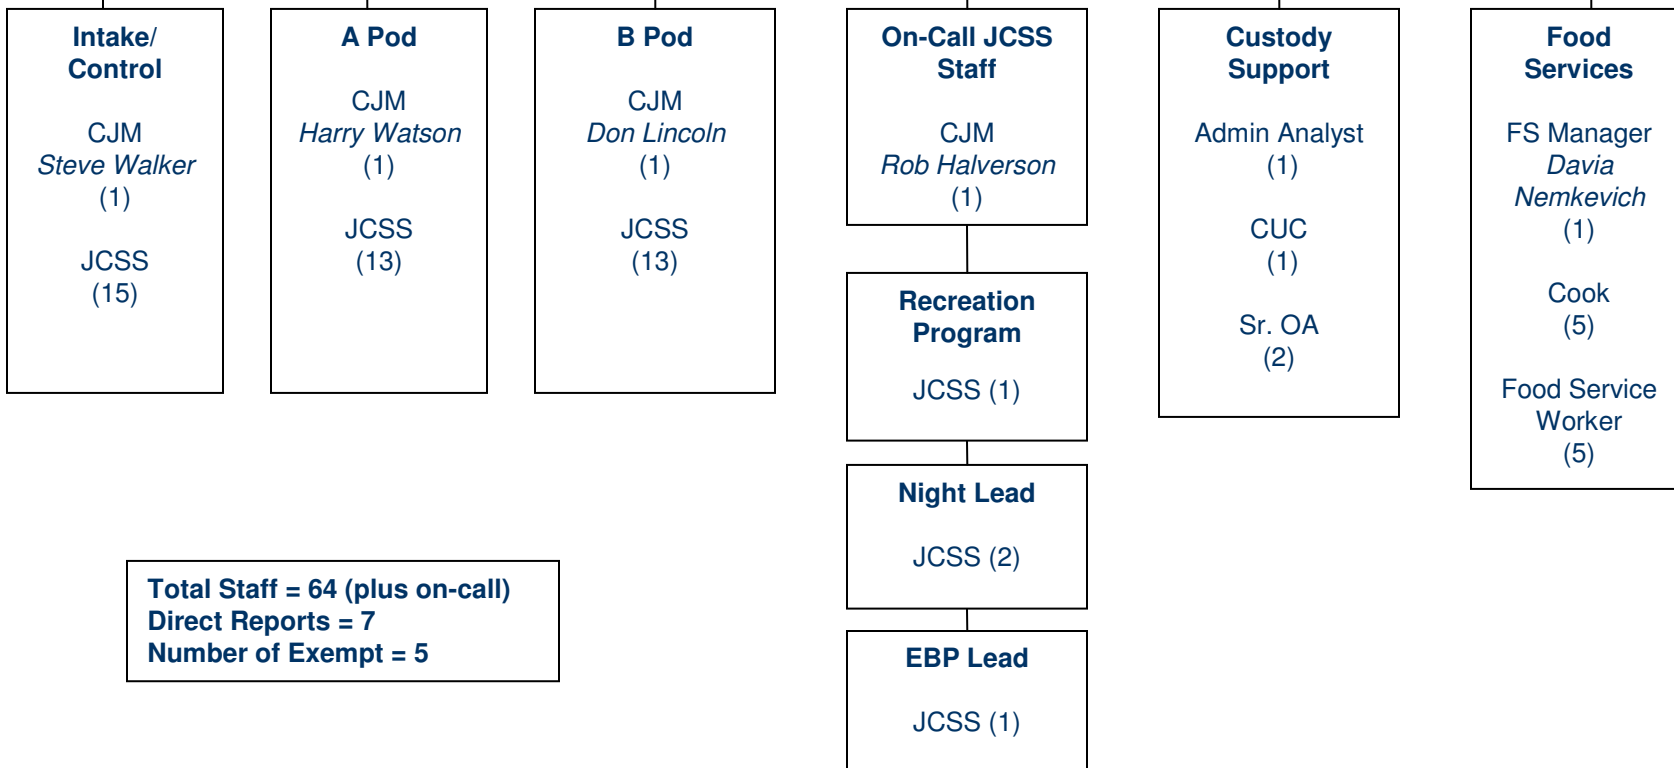 Intake/
Control
CJM
Steve Walker
(1)
JCSS
(15)
A Pod
CJM
Harry Watson
(1)
JCSS
(13)
B Pod
CJM
Don Lincoln
(1)
JCSS
(13)
On-Call JCSS
Staff
CJM
Rob Halverson
(1)
Recreation
Program
JCSS (1)
Night Lead
JCSS (2)
EBP Lead
JCSS (1)
Custody
Support
Admin Analyst
(1)
CUC
(1)
Sr. OA
(2)
Food
Services
FS Manager
Davia
Nemkevich
(1)
Cook
(5)
Food Service
Worker
(5)
Total Staff = 64 (plus on-call)
Direct Reports = 7
Number of Exempt = 5